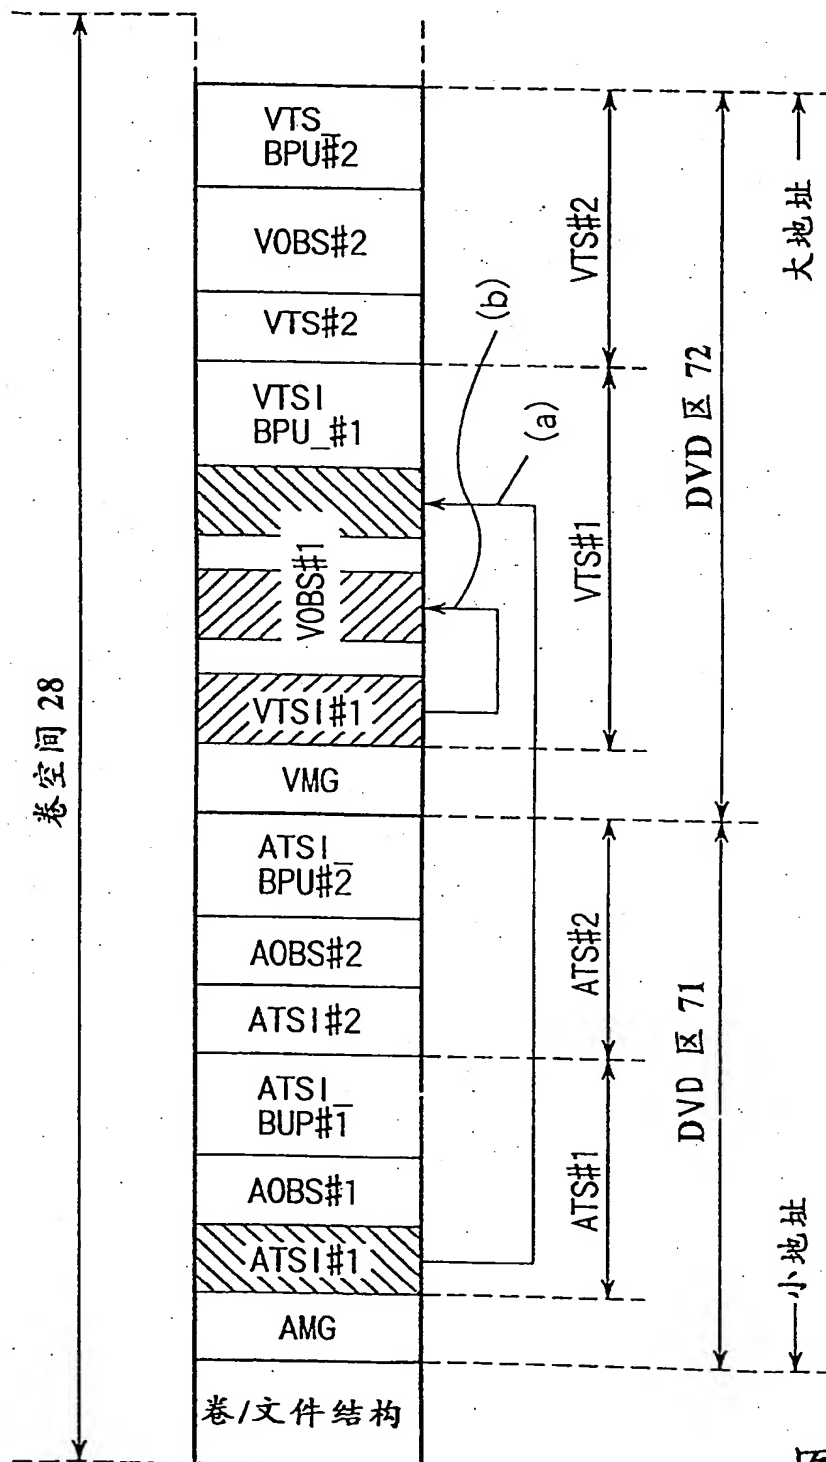 VTS_
BPU#2
VOBS#2
VTS#2
VTSI
BPU_#1
VOBS#1
VTSI#1
VMG
ATSI_
BPU#2
AOBS#2
ATSI#2
ATSI_
BUP#1
AOBS#1
ATSI#1
AMG
卷/文件结构
卷空间 28
(b)
(a)
VTS#2
VTS#1
ATS#2
ATS#1
DVD 区 72
DVD 区 71
大地址
小地址